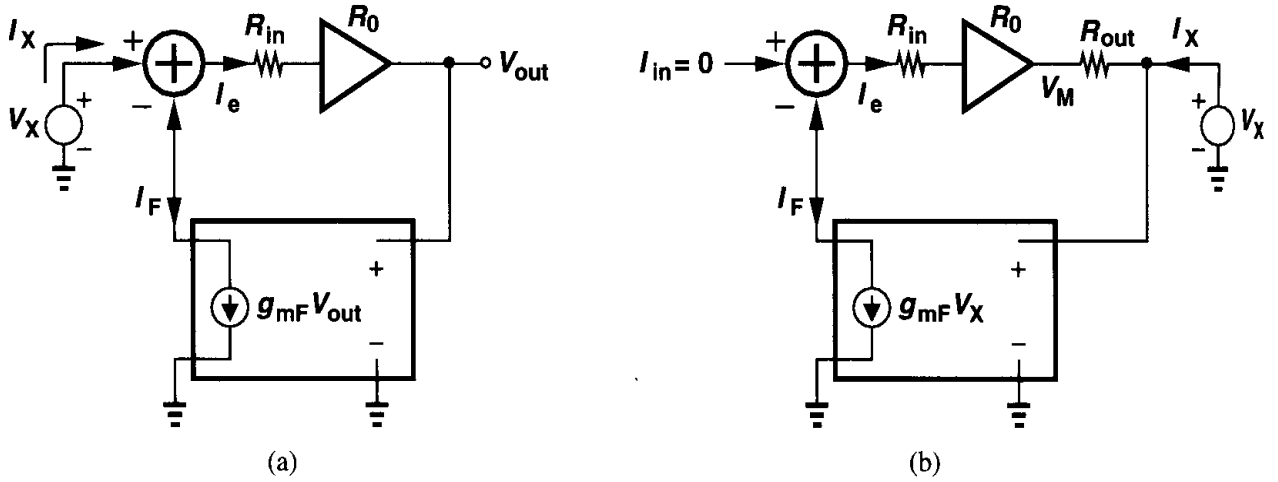 I_X
+
R_in
R_0
V_out
−
I_e
V_X
+
−
I_F
g_mF V_out
+
−
(a)
I_in = 0
+
R_in
R_0
R_out
I_X
−
I_e
V_M
+
−
V_X
I_F
g_mF V_X
+
−
(b)